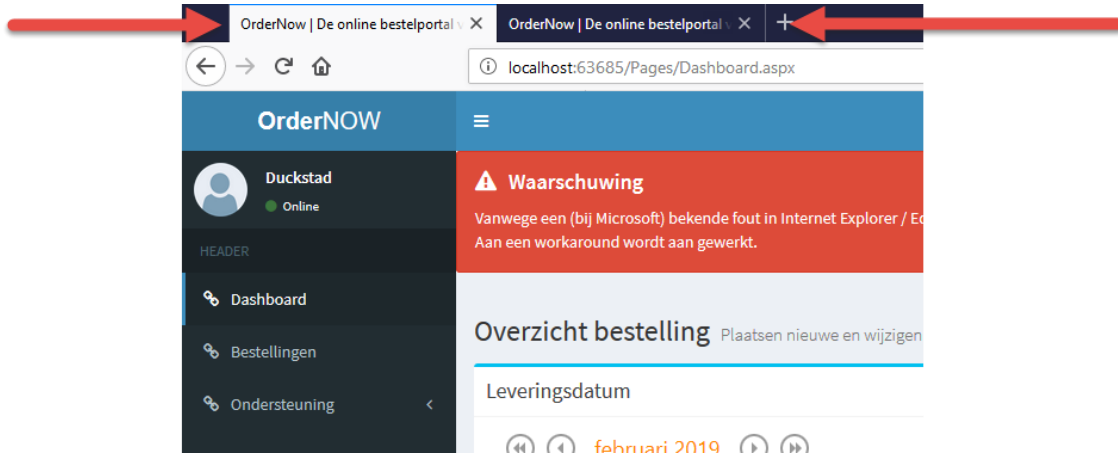 OrderNow | De online bestelportal
OrderNow | De online bestelportal
localhost:63685/Pages/Dashboard.aspx
OrderNOW
Duckstad
Online
Waarschuwing
Vanwege een (bij Microsoft) bekende fout in Internet Explorer /
Aan een workaround wordt aan gewerkt.
HEADER
Dashboard
Bestellingen
Ondersteuning
Overzicht bestelling Plaatsen nieuwe en wijzigen
Leveringsdatum
februari 2019